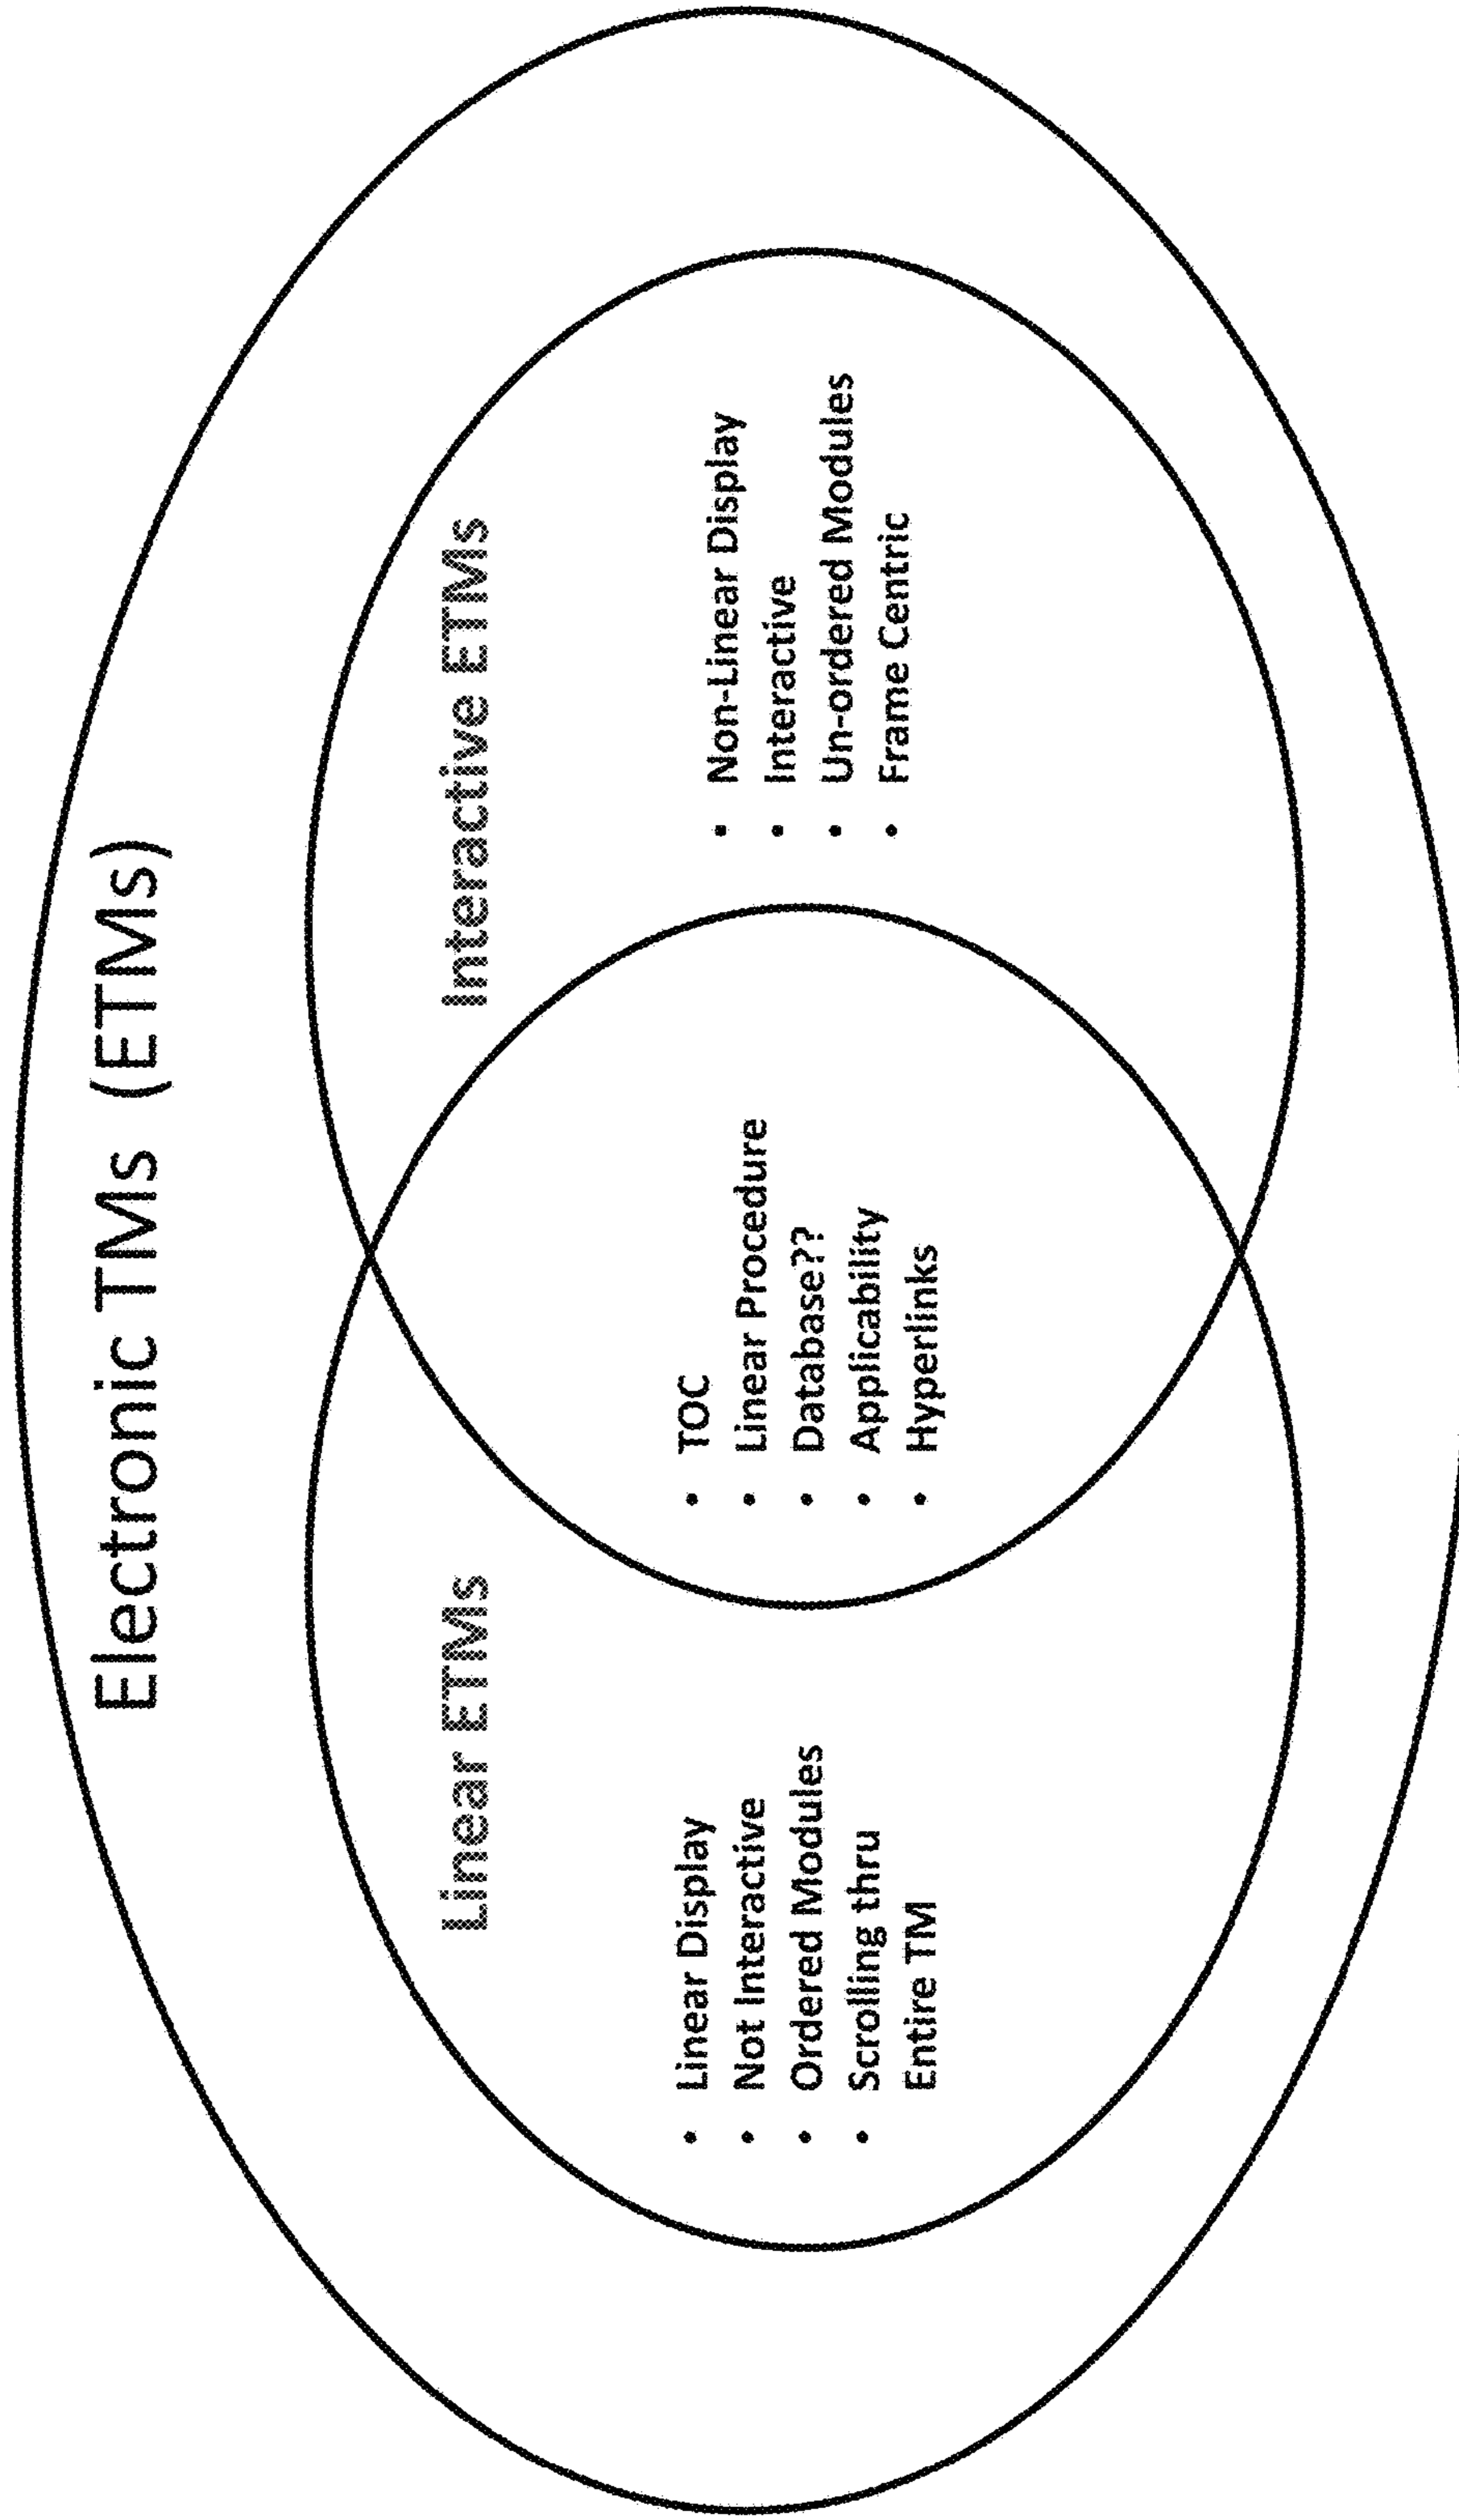 Electronic TMs (ETMs)
Linear ETMs
• Linear Display
• Not Interactive
• Ordered Modules
• Scrolling thru
Entire TM
• TOC
• Linear Procedure
• Database??
• Applicability
• Hyperlinks
Interactive ETMs
• Non-Linear Display
• Interactive
• Un-ordered Modules
• Frame Centric